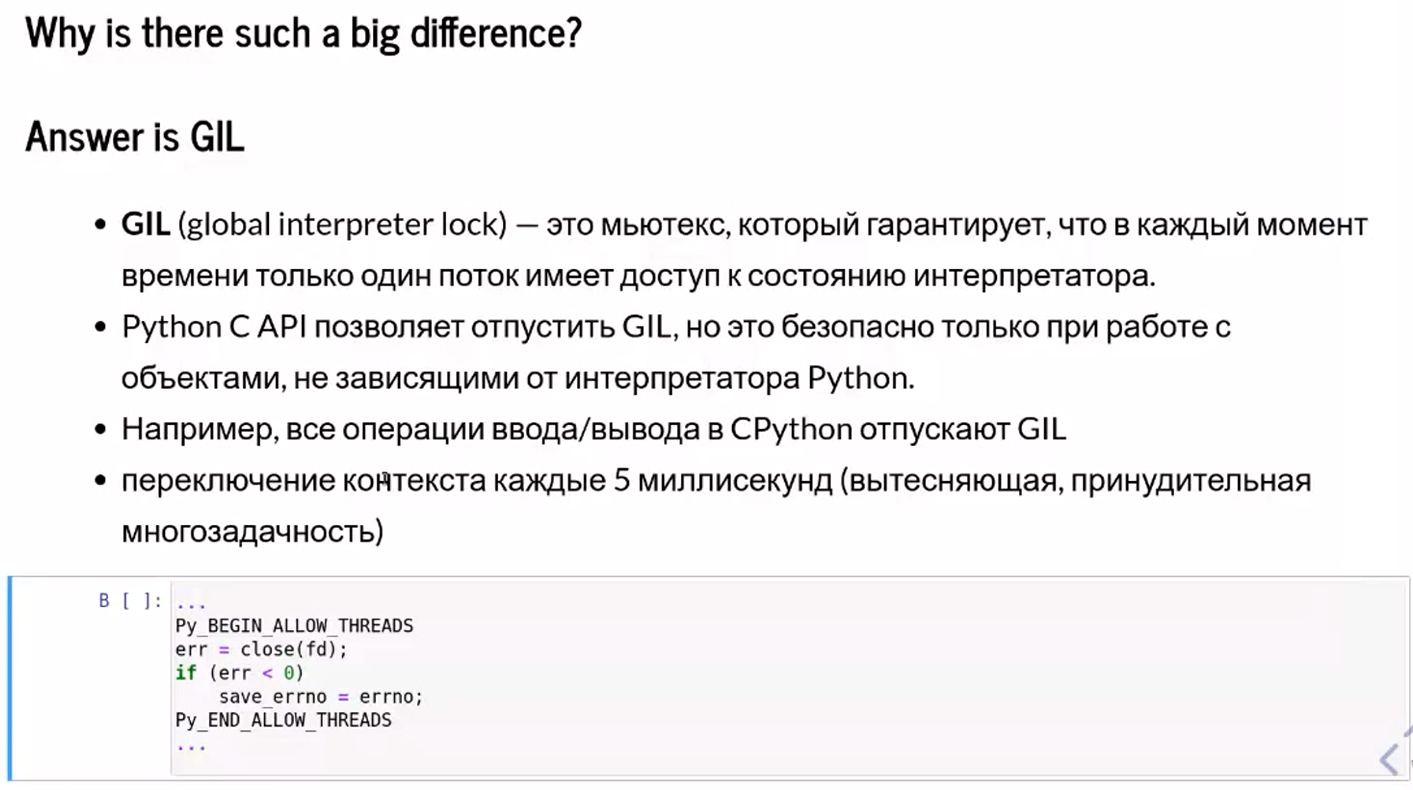 Why is there such a big difference?
Answer is GIL
• GIL (global interpreter lock) — это мьютекс, который гарантирует, что в каждый момент
времени только один поток имеет доступ к состоянию интерпретатора.
• Python C API позволяет отпустить GIL, но это безопасно только при работе с
объектами, не зависящими от интерпретатора Python.
• Например, все операции ввода/вывода в CPython отпускают GIL
• переключение контекста каждые 5 миллисекунд (вытесняющая, принудительная
многозадачность)
В [ ]: ...
Py_BEGIN_ALLOW_THREADS
err = close(fd);
if (err < 0)
    save_errno = errno;
Py_END_ALLOW_THREADS
...